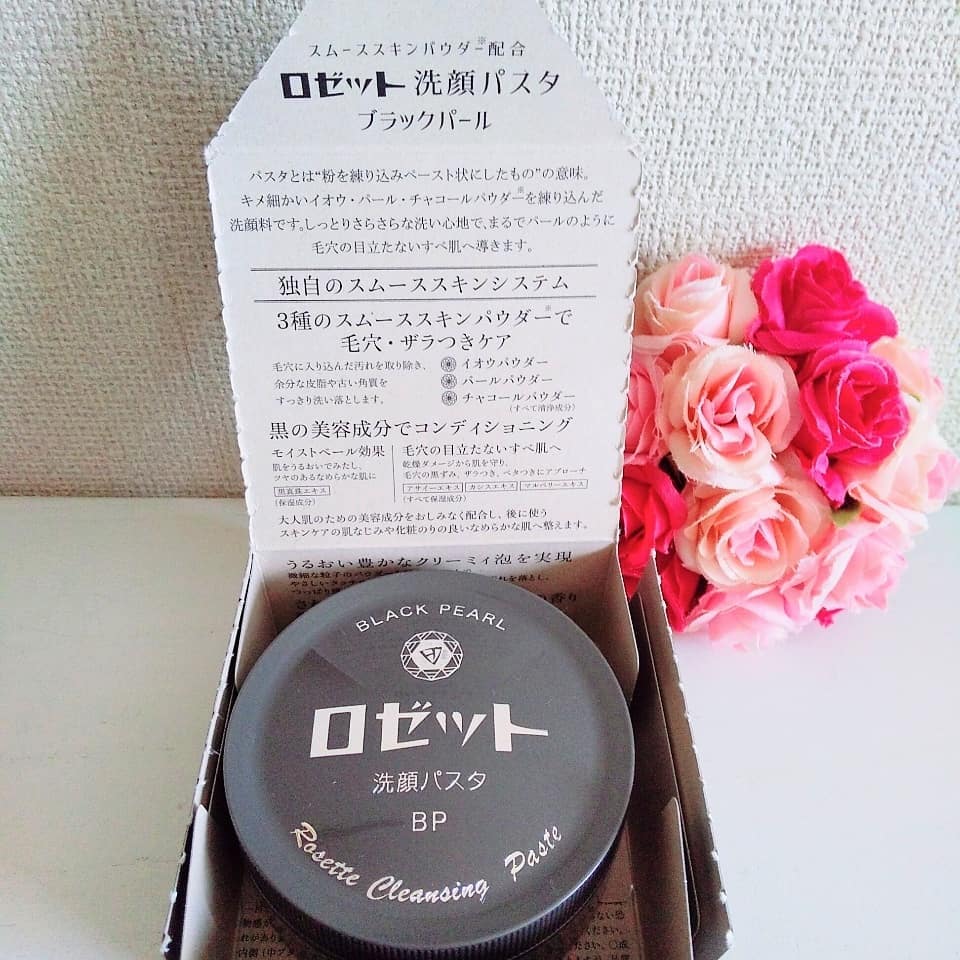 スムーススキンパウダー※配合
ロゼット 洗顔パスタ
ブラックパール
パスタとは“粉を練り込みペースト状にしたもの”の意味。
キメ細かいイオウ・パール・チャコールパウダー※を練り込んだ
洗顔料です。しっとりさらさらな洗い心地で、まるでパールのように
毛穴の目立たないすべ肌へ導きます。
独自のスムーススキンシステム
3種のスムーススキンパウダー※で
毛穴・ザラつきケア
毛穴に入り込んだ汚れを取り除き、
余分な皮脂や古い角質を
すっきり洗い落とします。
イオウパウダー
パールパウダー
チャコールパウダー
(すべて清浄成分)
黒の美容成分でコンディショニング
モイストベール効果
肌をうるおいでみたし、
ツヤのあるなめらかな肌に
黒真珠エキス
(保湿成分)
毛穴の目立たないすべ肌へ
乾燥ダメージから肌を守り、
毛穴の黒ずみ、ザラつき、ベタつきにアプローチ
アサイーエキス カシスエキス マルベリーエキス
(すべて保湿成分)
大人肌のための美容成分をおしみなく配合し、後に使う
スキンケアの肌なじみや化粧のりの良いなめらかな肌へ整えます。
うるおい豊かなクリーミィ泡を実現
微細な粒子のパウダー
れを落とし、
の香り
BLACK PEARL
ロゼット
洗顔パスタ
BP
Rosette Cleansing Paste